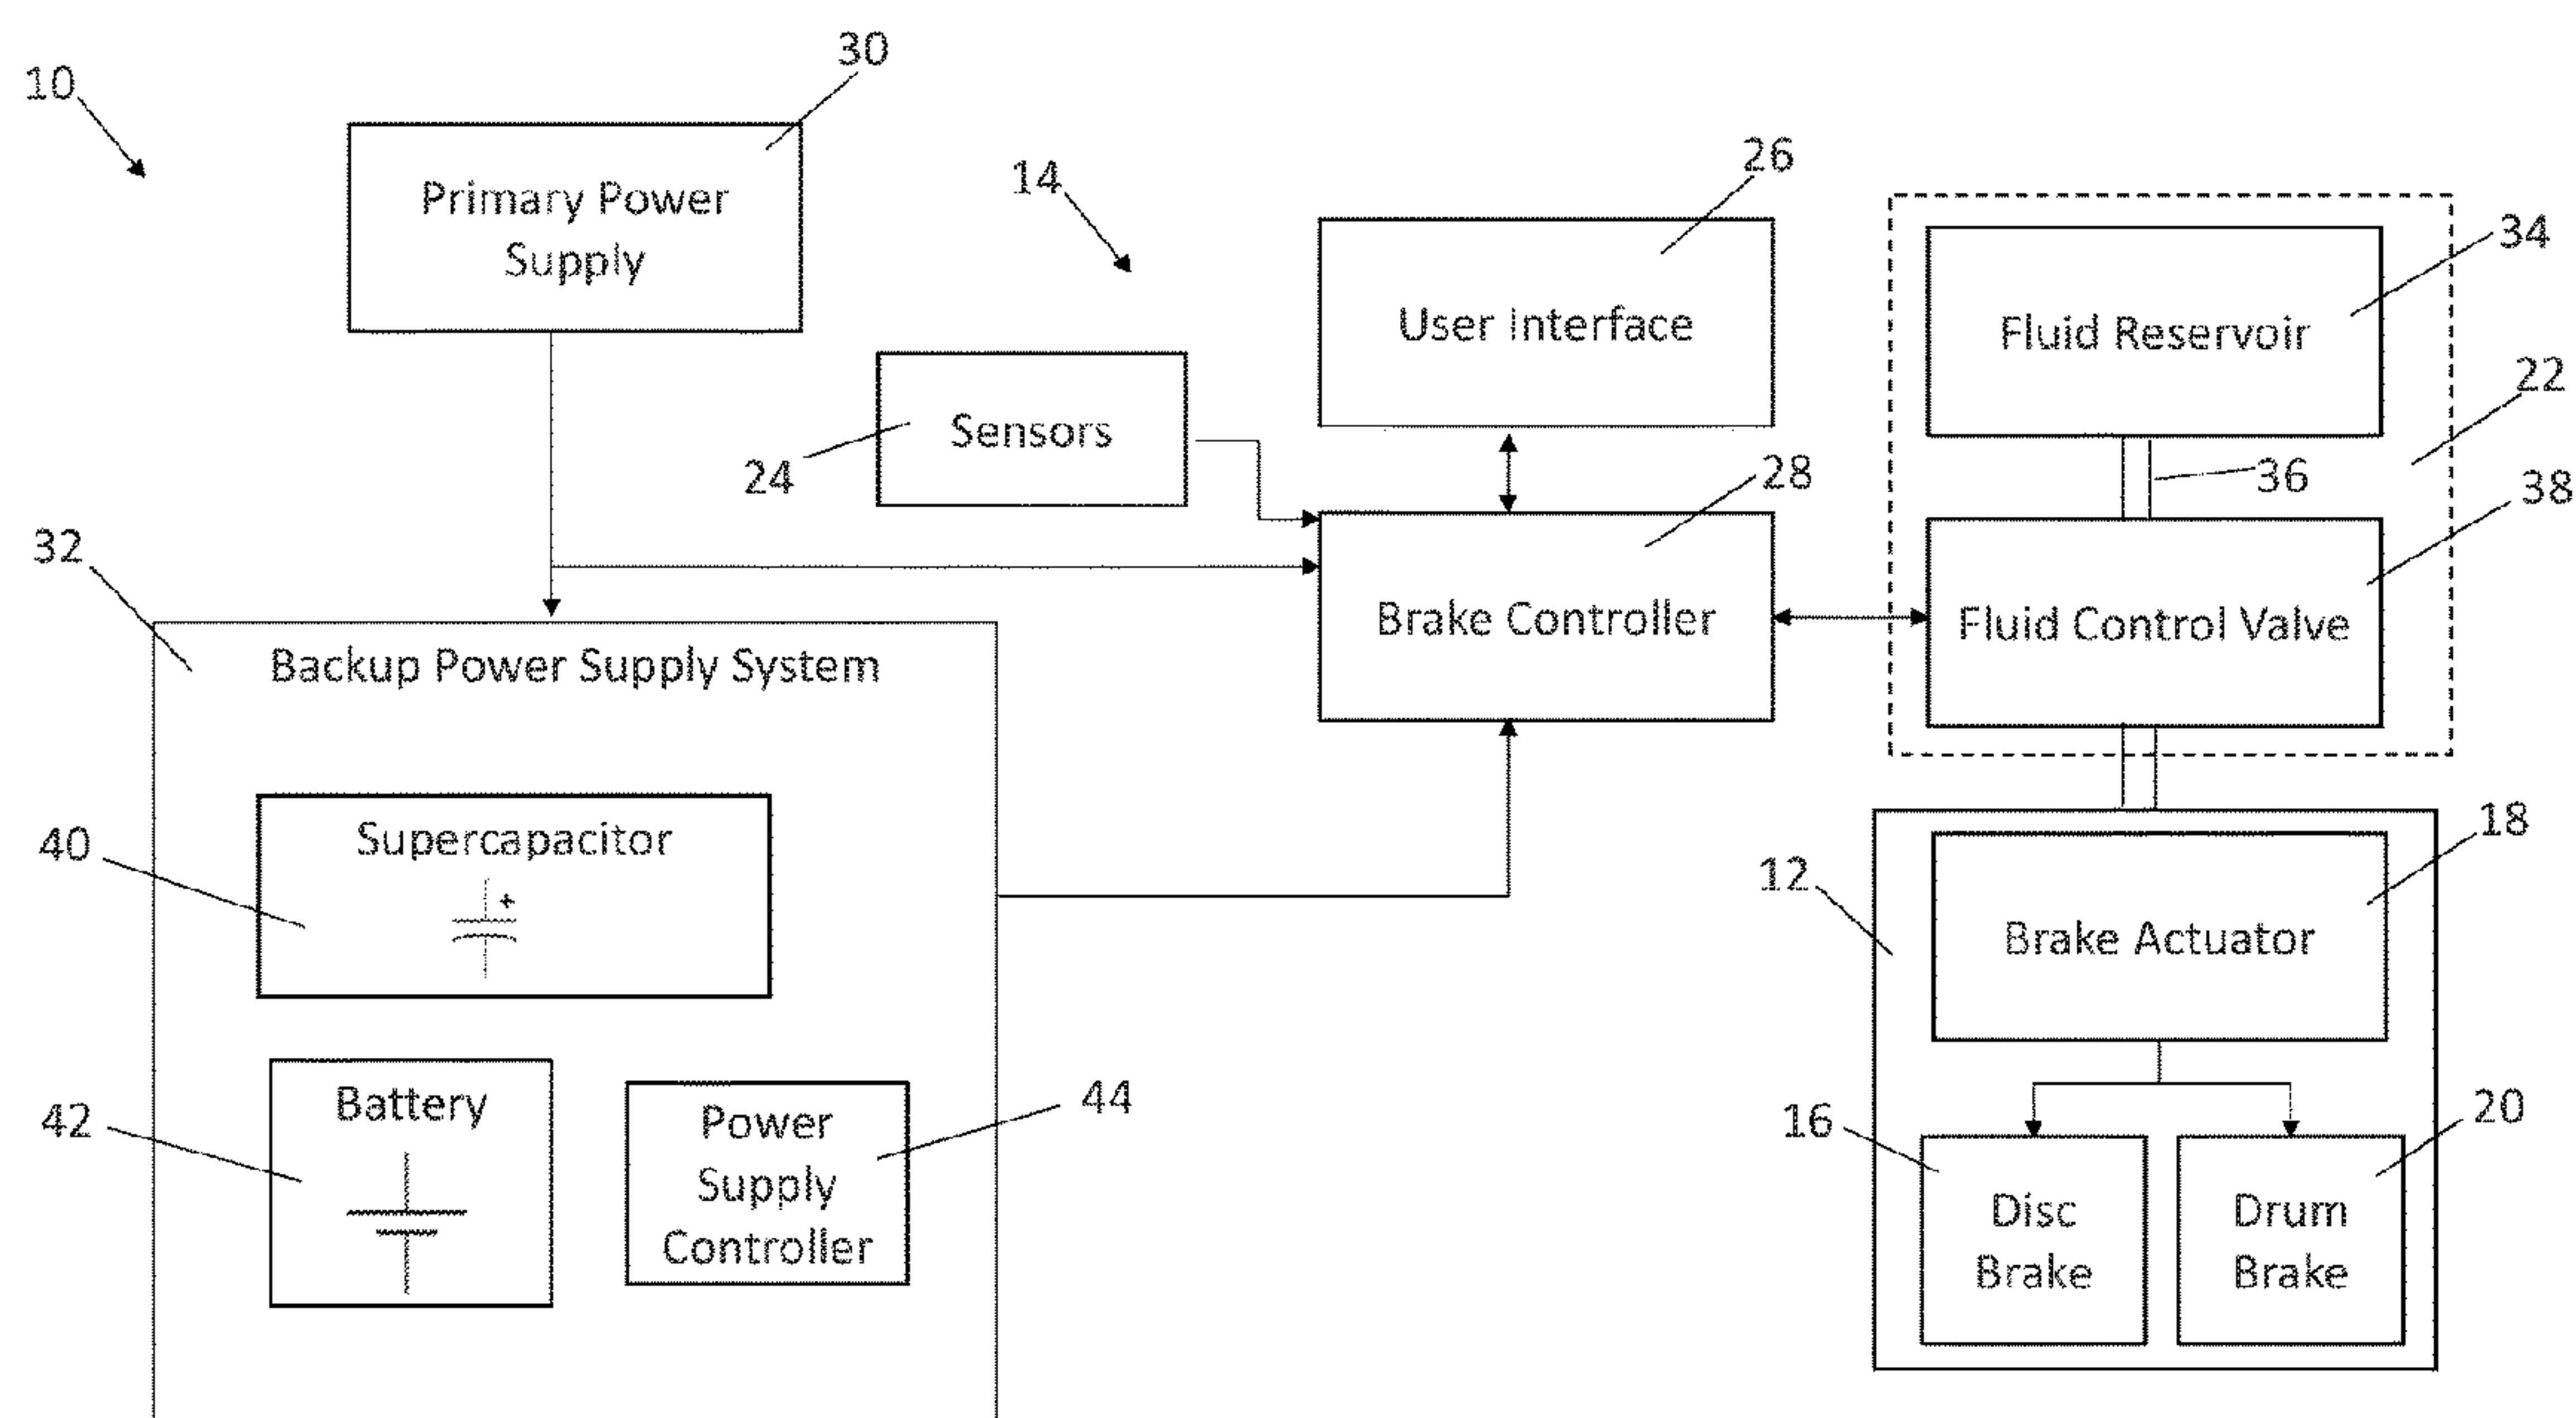 10
30
Primary Power
Supply
14
26
User Interface
34
Fluid Reservoir
22
Sensors
24
28
36
38
32
Brake Controller
Fluid Control Valve
Backup Power Supply System
40
Supercapacitor
+
12
18
Brake Actuator
42
Battery
44
Power
Supply
Controller
16
20
Disc
Brake
Drum
Brake